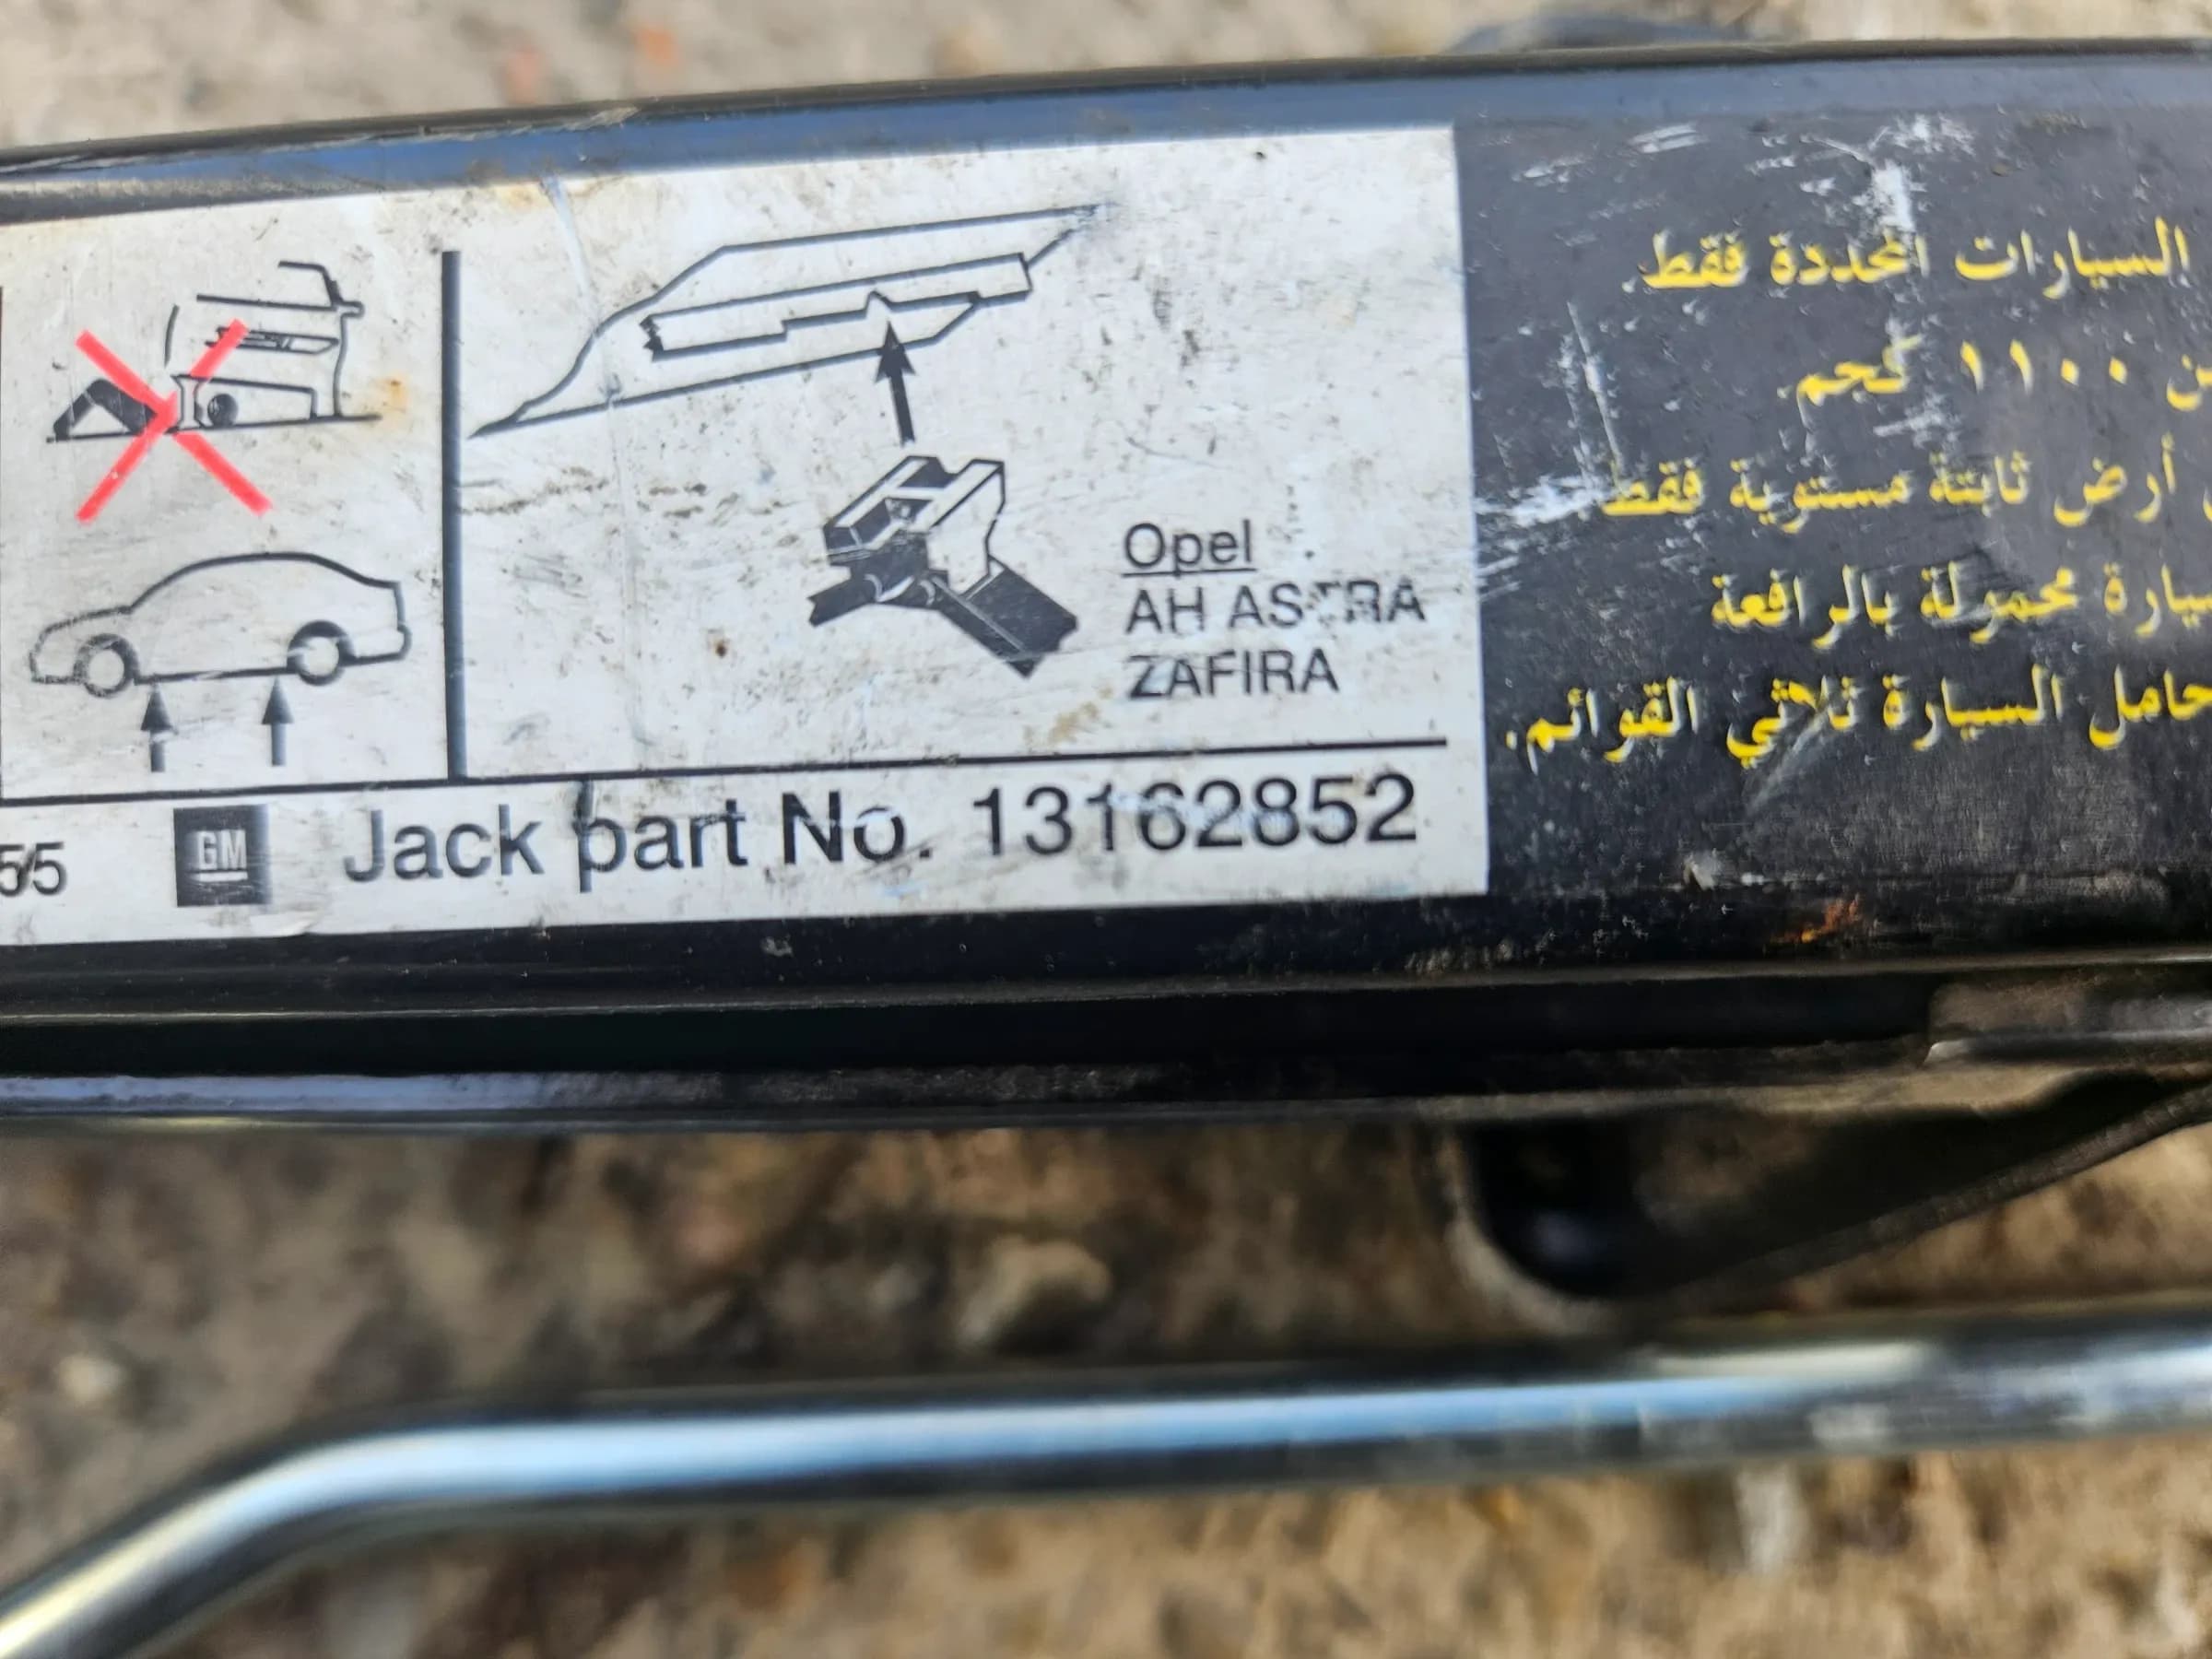 Opel
AH ASTRA
ZAFIRA
55
GM
Jack part No. 13162852
السيارات المحددة فقط.
١١٠٠ كجم.
أرض ثابتة مستوية فقط
محمولة بالرافعة
حامل السيارة ثلاثي القوائم.